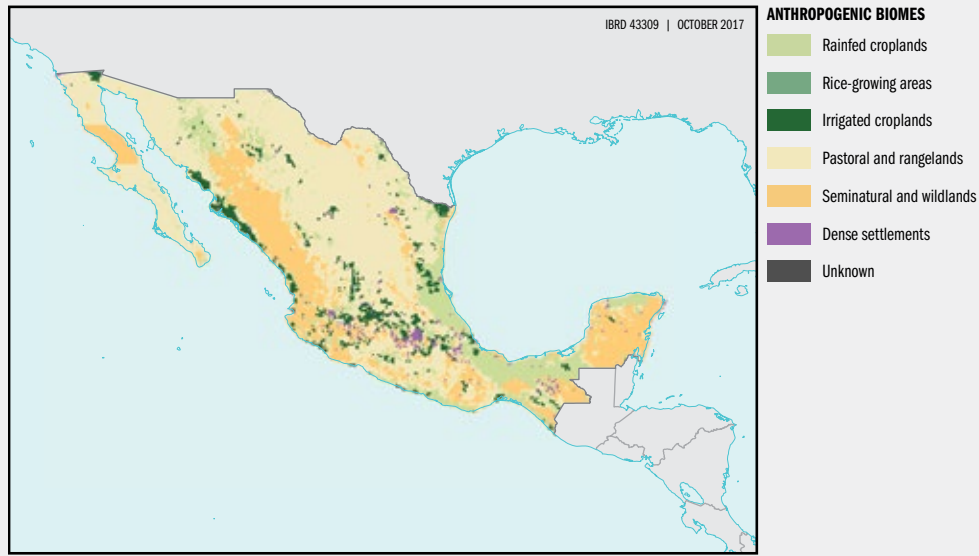 IBRD 43309 | OCTOBER 2017
ANTHROPOGENIC BIOMES
Rainfed croplands
Rice-growing areas
Irrigated croplands
Pastoral and rangelands
Seminatural and wildlands
Dense settlements
Unknown